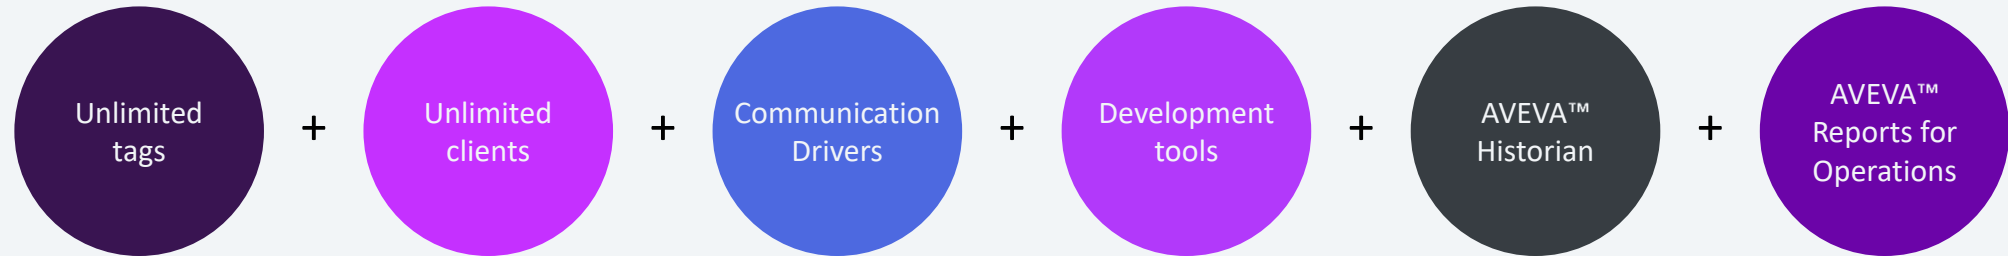 Unlimited
tags
+
Unlimited
clients
+
Communication
Drivers
+
Development
tools
+
AVEVA™
Historian
+
AVEVA™
Reports for
Operations